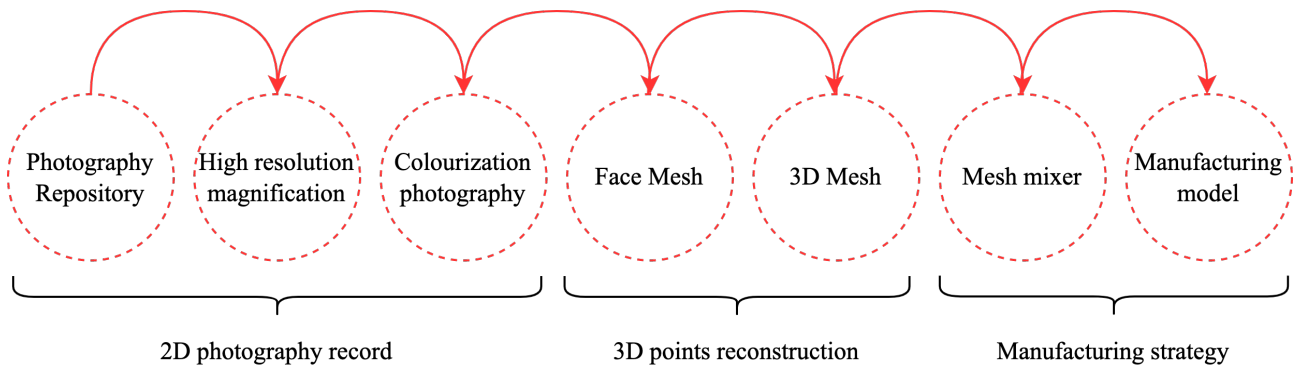 Photography
Repository
High resolution
magnification
Colourization
photography
Face Mesh
3D Mesh
Mesh mixer
Manufacturing
model
2D photography record
3D points reconstruction
Manufacturing strategy